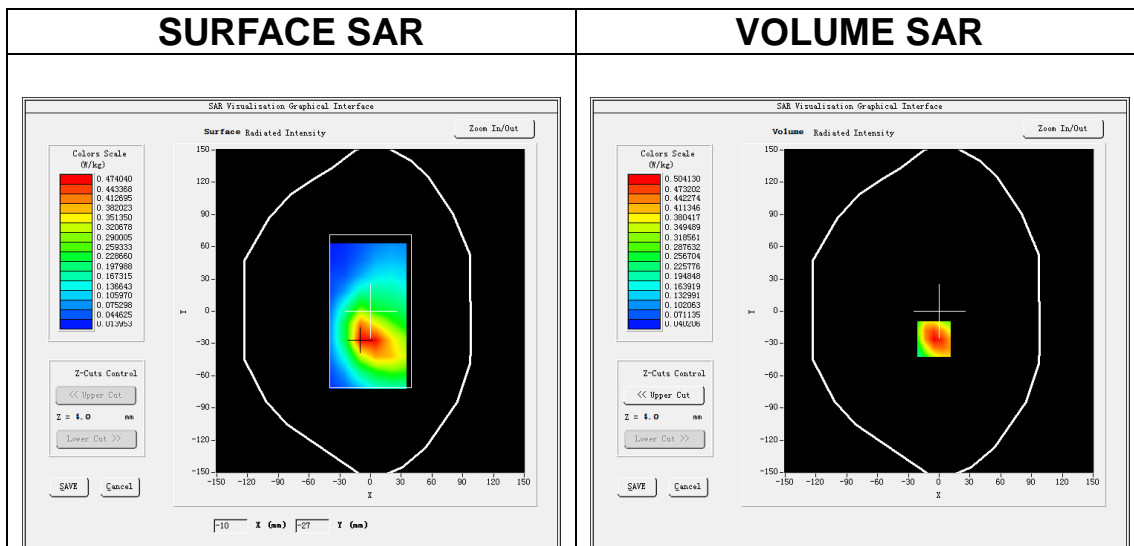 SURFACE SAR
VOLUME SAR
SAR Visualisation Graphical Interface
Surface Radiated Intensity
Zoom In/Out
Colors Scale
(W/kg)
0.474040
0.443368
0.412695
0.382023
0.351350
0.320678
0.290005
0.259333
0.228660
0.197988
0.167315
0.136643
0.105970
0.075298
0.044625
0.013953
Z-Cuts Control
<< Upper Cut
Z = 4.0 mm
Lower Cut >>
SAVE Cancel
150
120
90
60
30
0
-30
-60
-90
-120
-150
Y
-150 -120 -90 -60 -30 0 30 60 90 120 150
X
-10 X (mm) -27 Y (mm)
SAR Visualisation Graphical Interface
Volume Radiated Intensity
Zoom In/Out
Colors Scale
(W/kg)
0.504130
0.473202
0.442274
0.411346
0.380417
0.349489
0.318561
0.287632
0.256704
0.225776
0.194848
0.163919
0.132991
0.102063
0.071135
0.040206
Z-Cuts Control
<< Upper Cut
Z = 4.0 mm
Lower Cut >>
SAVE Cancel
150
120
90
60
30
0
-30
-60
-90
-120
-150
Y
-150 -120 -90 -60 -30 0 30 60 90 120 150
X